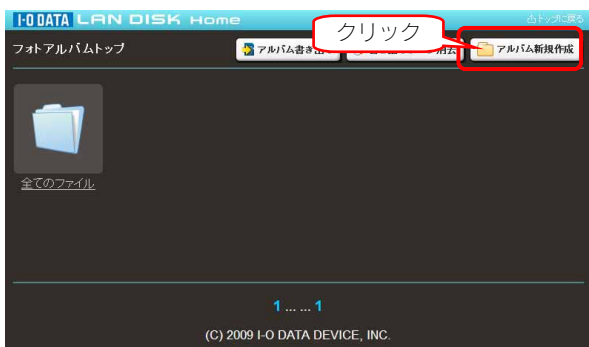 I-O DATA LAN DISK Home
凸トップに戻る
フォトアルバムトップ
アルバム書き出
クリック
アルバム新規作成
全てのファイル
1 ... ... 1
(C) 2009 I-O DATA DEVICE, INC.